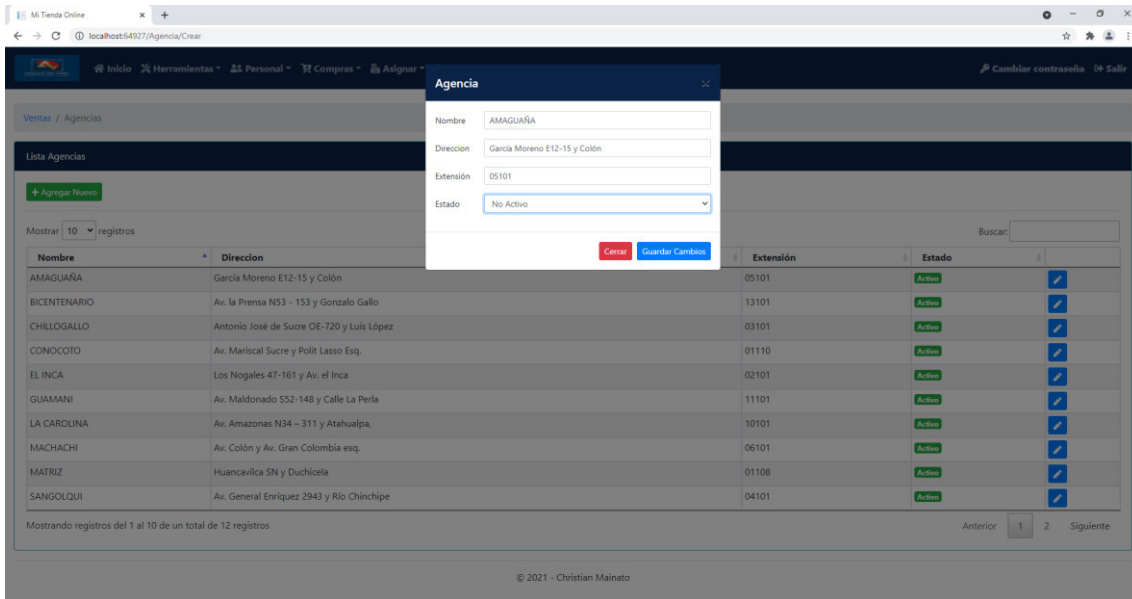 Mi Tienda Online
localhost:64927/Agencia/Crear
Inicio Herramientas Personal Compras Asignar
Cambiar contraseña Salir
Agencia
Ventas / Agencias
Nombre AMAGUAÑA
Direccion García Moreno E12-15 y Colón
Lista Agencias
Extensión 05101
+ Agregar Nuevo
Estado No Activo
Mostrar 10 registros Buscar:
Cerrar Guardar Cambios
Nombre Direccion Extensión Estado
AMAGUAÑA García Moreno E12-15 y Colón 05101 Activo
BICENTENARIO Av. la Prensa N53 - 153 y Gonzalo Gallo 13101 Activo
CHILLOGALLO Antonio José de Sucre OE-720 y Luis López 03101 Activo
CONOCOTO Av. Mariscal Sucre y Polit Lasso Esq. 01110 Activo
EL INCA Los Nogales 47-161 y Av. el Inca 02101 Activo
GUAMANI Av. Maldonado S52-148 y Calle La Perla 11101 Activo
LA CAROLINA Av. Amazonas N34 – 311 y Atahualpa, 10101 Activo
MACHACHI Av. Colón y Av. Gran Colombia esq. 06101 Activo
MATRIZ Huancavilca SN y Duchicela 01108 Activo
SANGOLQUI Av. General Enríquez 2943 y Río Chinchipe 04101 Activo
Mostrando registros del 1 al 10 de un total de 12 registros Anterior 1 2 Siguiente
© 2021 - Christian Mainato